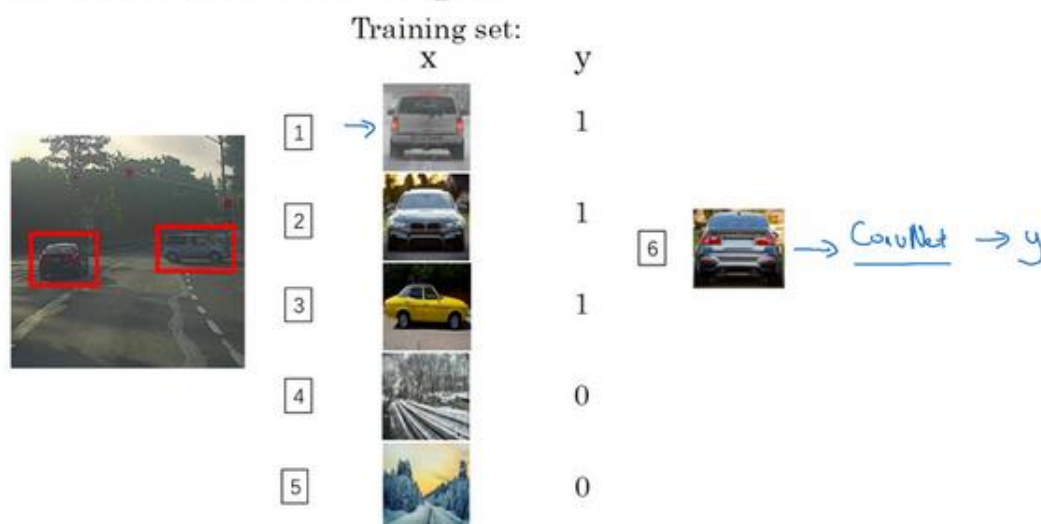 Training set:
x y
1 → 1
2 1
3 1
4 0
5 0
6 → ConvNet → y